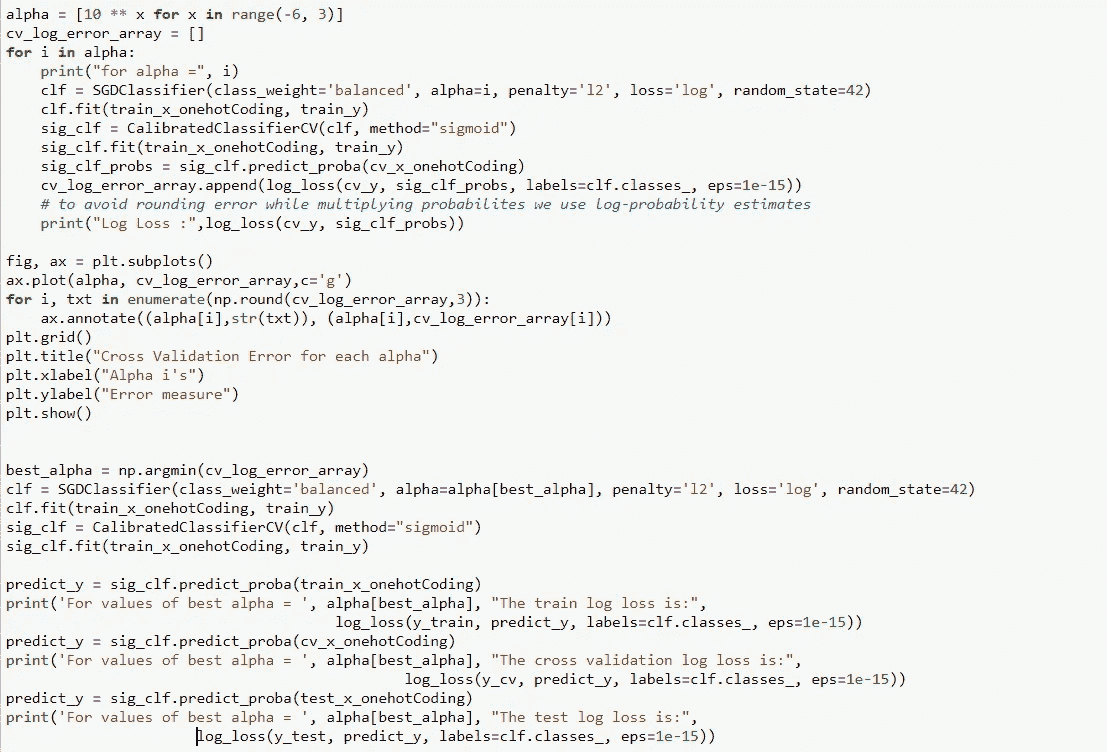 alpha = [10 ** x for x in range(-6, 3)]
cv_log_error_array = []
for i in alpha:
    print("for alpha =", i)
    clf = SGDClassifier(class_weight='balanced', alpha=i, penalty='l2', loss='log', random_state=42)
    clf.fit(train_x_onehotCoding, train_y)
    sig_clf = CalibratedClassifierCV(clf, method="sigmoid")
    sig_clf.fit(train_x_onehotCoding, train_y)
    sig_clf_probs = sig_clf.predict_proba(cv_x_onehotCoding)
    cv_log_error_array.append(log_loss(cv_y, sig_clf_probs, labels=clf.classes_, eps=1e-15))
    # to avoid rounding error while multiplying probabilites we use log-probability estimates
    print("Log Loss :",log_loss(cv_y, sig_clf_probs))

fig, ax = plt.subplots()
ax.plot(alpha, cv_log_error_array,c='g')
for i, txt in enumerate(np.round(cv_log_error_array,3)):
    ax.annotate((alpha[i],str(txt)), (alpha[i],cv_log_error_array[i]))
plt.grid()
plt.title("Cross Validation Error for each alpha")
plt.xlabel("Alpha i's")
plt.ylabel("Error measure")
plt.show()


best_alpha = np.argmin(cv_log_error_array)
clf = SGDClassifier(class_weight='balanced', alpha=alpha[best_alpha], penalty='l2', loss='log', random_state=42)
clf.fit(train_x_onehotCoding, train_y)
sig_clf = CalibratedClassifierCV(clf, method="sigmoid")
sig_clf.fit(train_x_onehotCoding, train_y)

predict_y = sig_clf.predict_proba(train_x_onehotCoding)
print('For values of best alpha = ', alpha[best_alpha], "The train log loss is:",
                                      log_loss(y_train, predict_y, labels=clf.classes_, eps=1e-15))
predict_y = sig_clf.predict_proba(cv_x_onehotCoding)
print('For values of best alpha = ', alpha[best_alpha], "The cross validation log loss is:",
                                              log_loss(y_cv, predict_y, labels=clf.classes_, eps=1e-15))
predict_y = sig_clf.predict_proba(test_x_onehotCoding)
print('For values of best alpha = ', alpha[best_alpha], "The test log loss is:",
                      log_loss(y_test, predict_y, labels=clf.classes_, eps=1e-15))